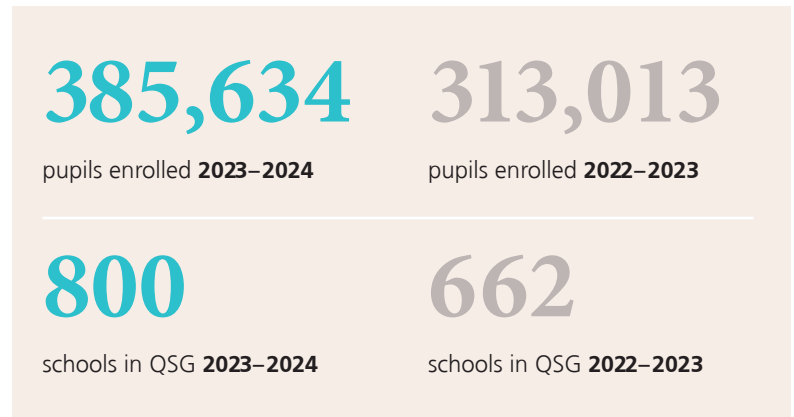 385,634
313,013
pupils enrolled 2023–2024
pupils enrolled 2022–2023
800
662
schools in QSG 2023–2024
schools in QSG 2022–2023